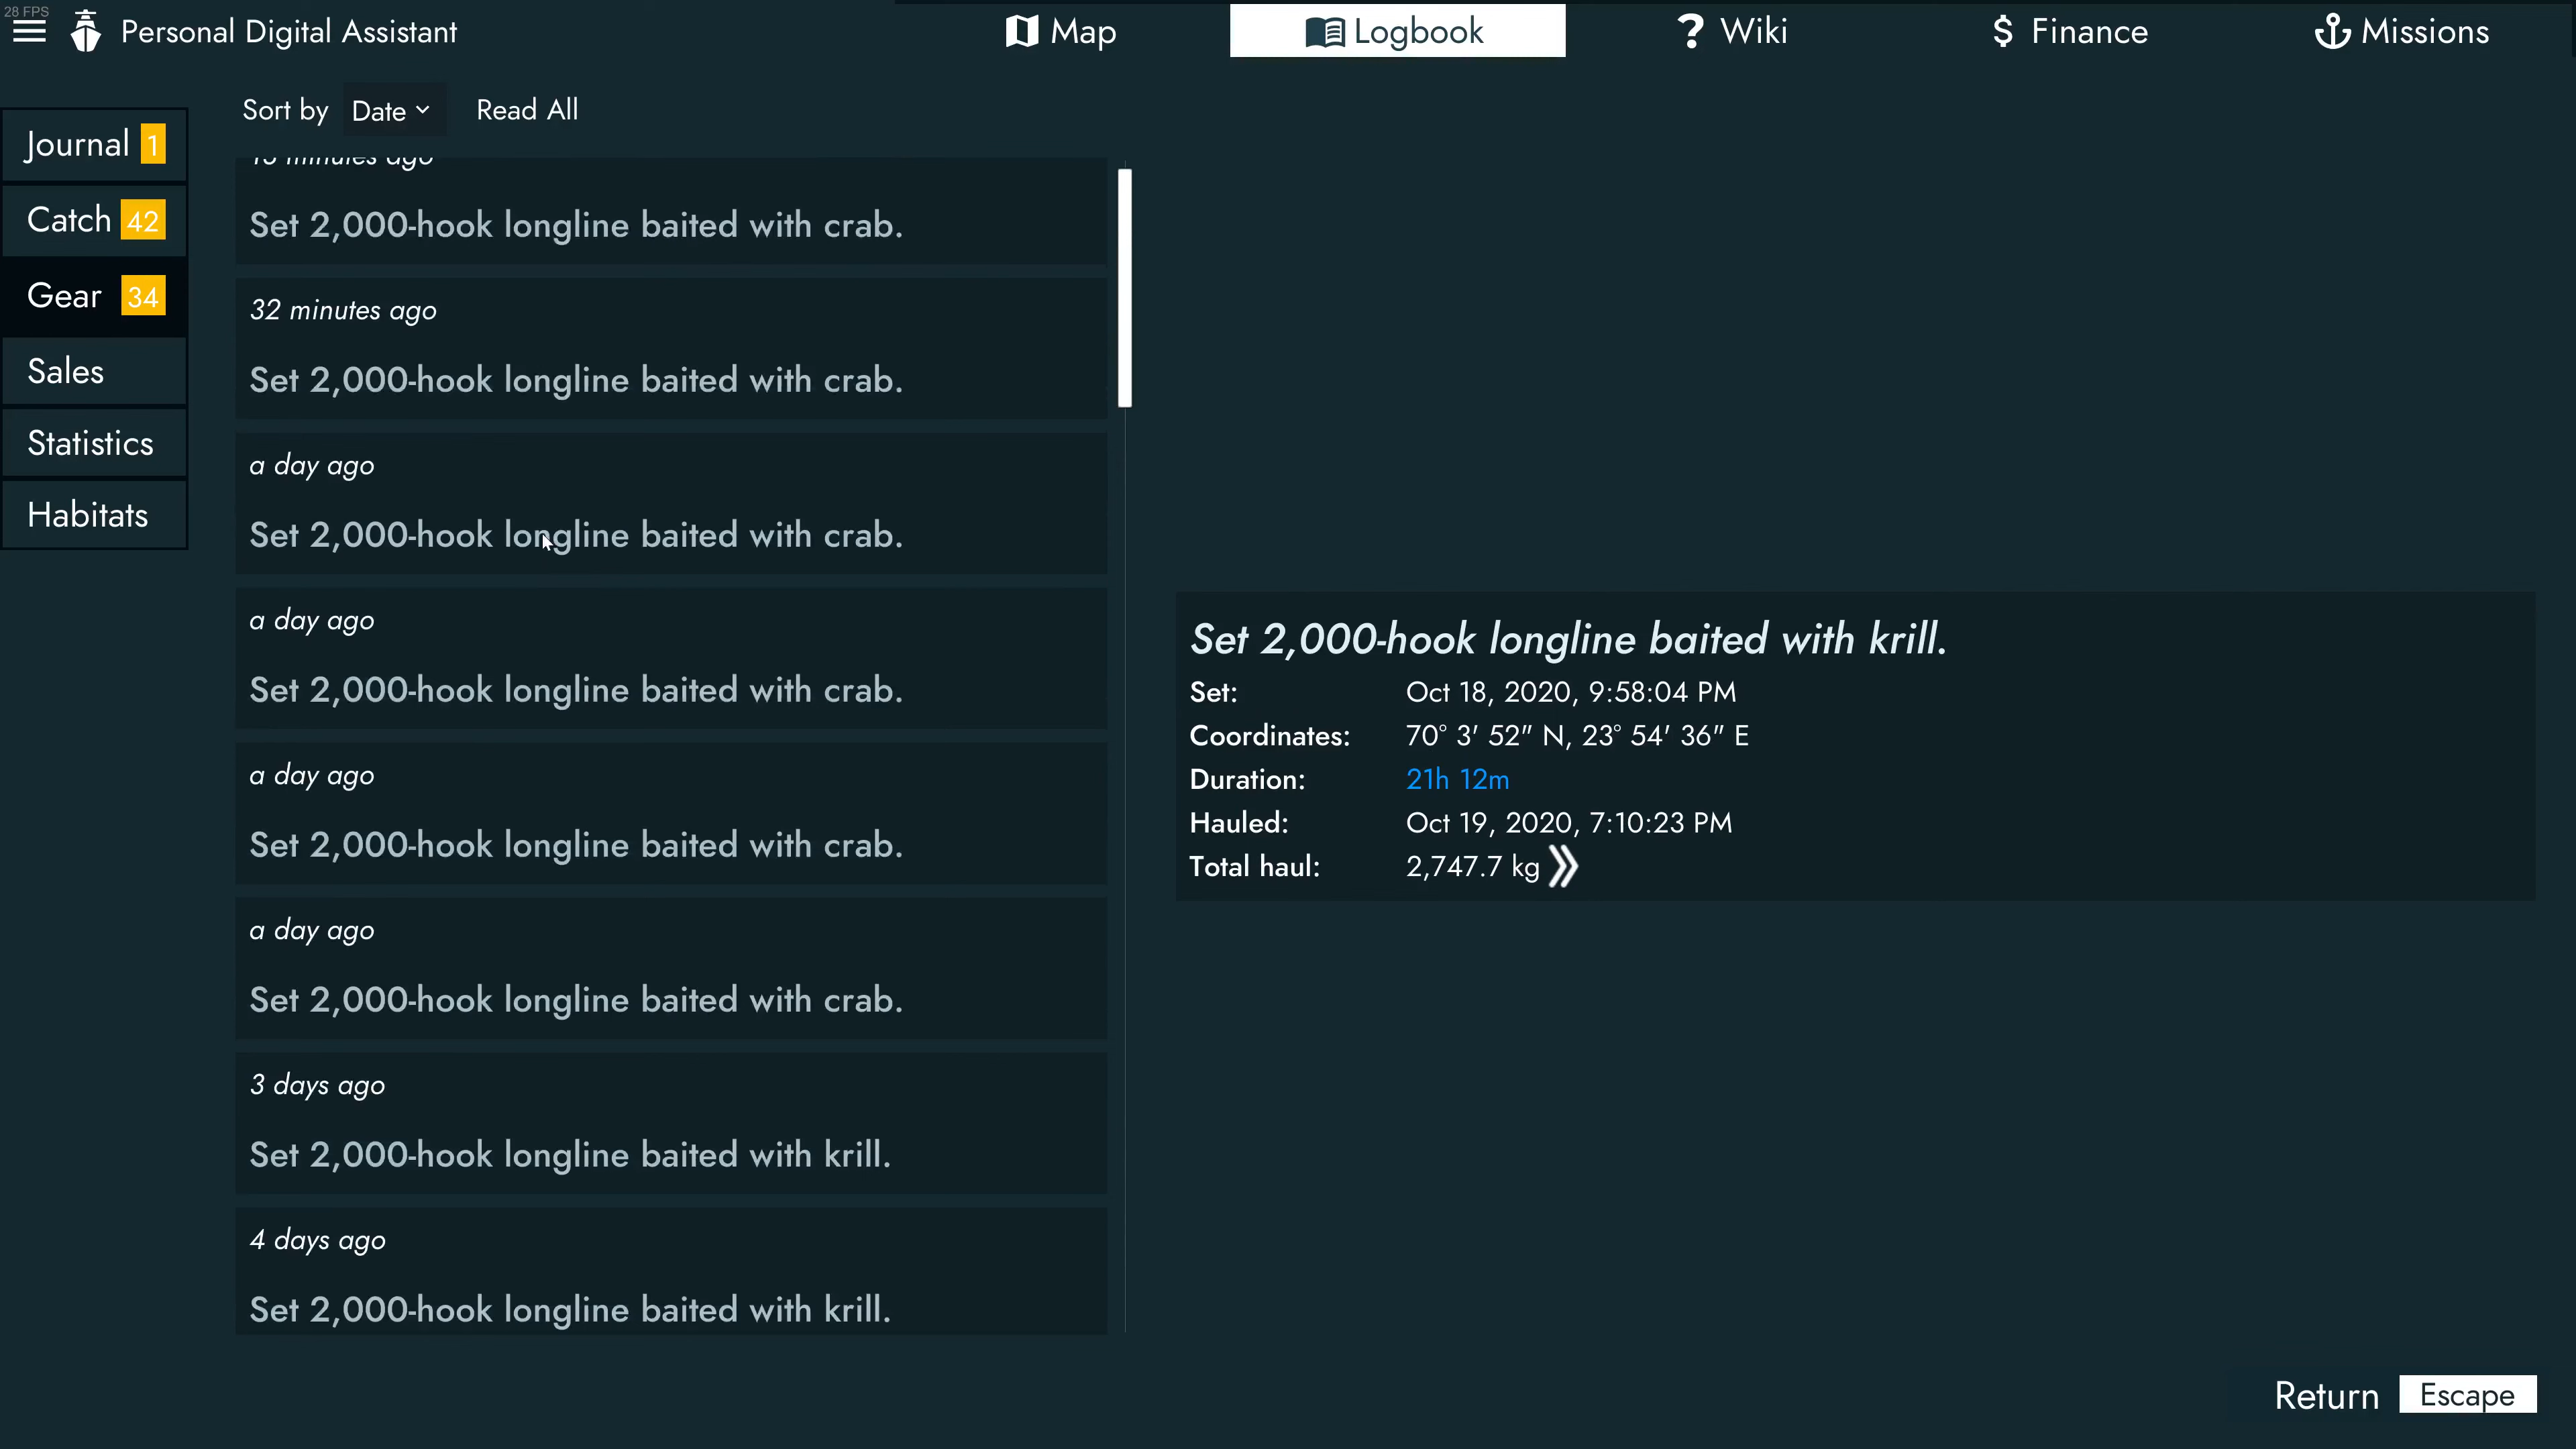 28 FPS
Personal Digital Assistant
Map
Logbook
? Wiki
$ Finance
Missions
Sort by Date Read All
Journal 1
Catch 42
Gear 34
Sales
Statistics
Habitats
minutes ago
Set 2,000-hook longline baited with crab.
32 minutes ago
Set 2,000-hook longline baited with crab.
a day ago
Set 2,000-hook longline baited with crab.
a day ago
Set 2,000-hook longline baited with crab.
a day ago
Set 2,000-hook longline baited with crab.
a day ago
Set 2,000-hook longline baited with crab.
3 days ago
Set 2,000-hook longline baited with krill.
4 days ago
Set 2,000-hook longline baited with krill.
Set 2,000-hook longline baited with krill.
Set: Oct 18, 2020, 9:58:04 PM
Coordinates: 70° 3' 52" N, 23° 54' 36" E
Duration: 21h 12m
Hauled: Oct 19, 2020, 7:10:23 PM
Total haul: 2,747.7 kg
Return Escape